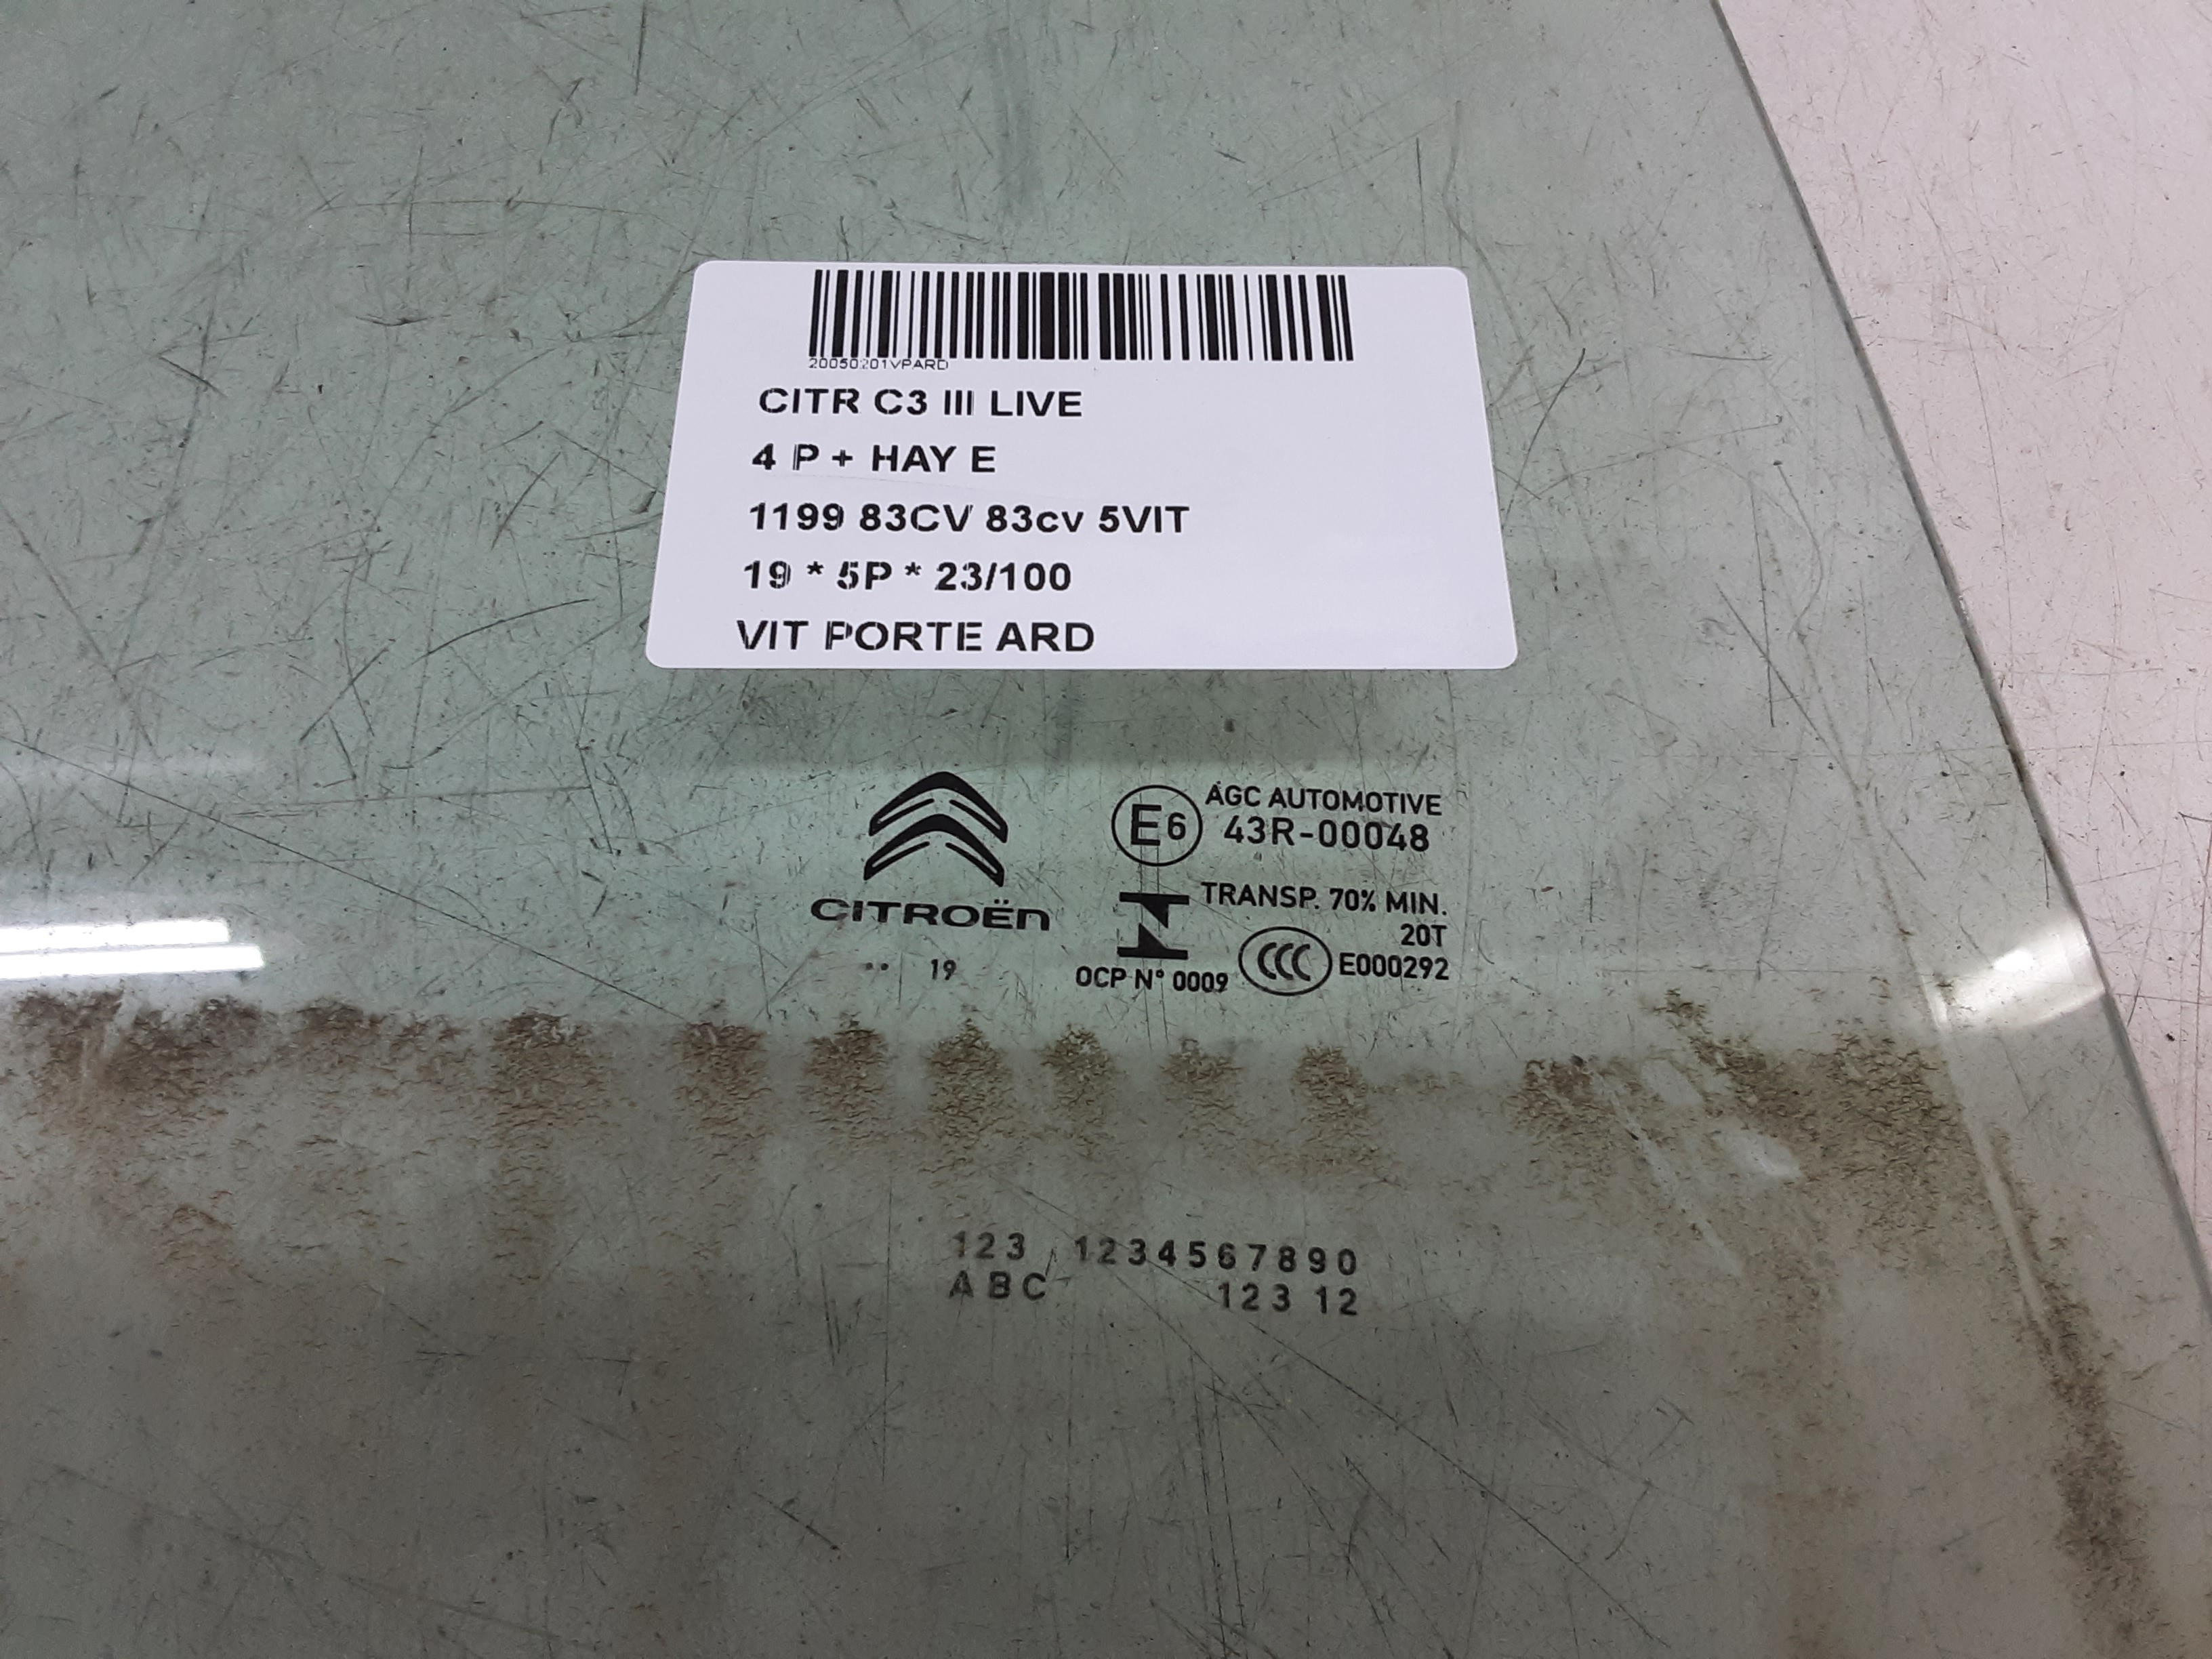 20050201VPARD
CITR C3 III LIVE
4 P + HAY E
1199 83CV 83cv 5VIT
19 * 5P * 23/100
VIT PORTE ARD
CITROËn
.. 19
E6
AGC AUTOMOTIVE
43R-00048
TRANSP. 70% MIN.
20T
OCP N° 0009
CCC
E000292
123 1234567890
ABC 123 12